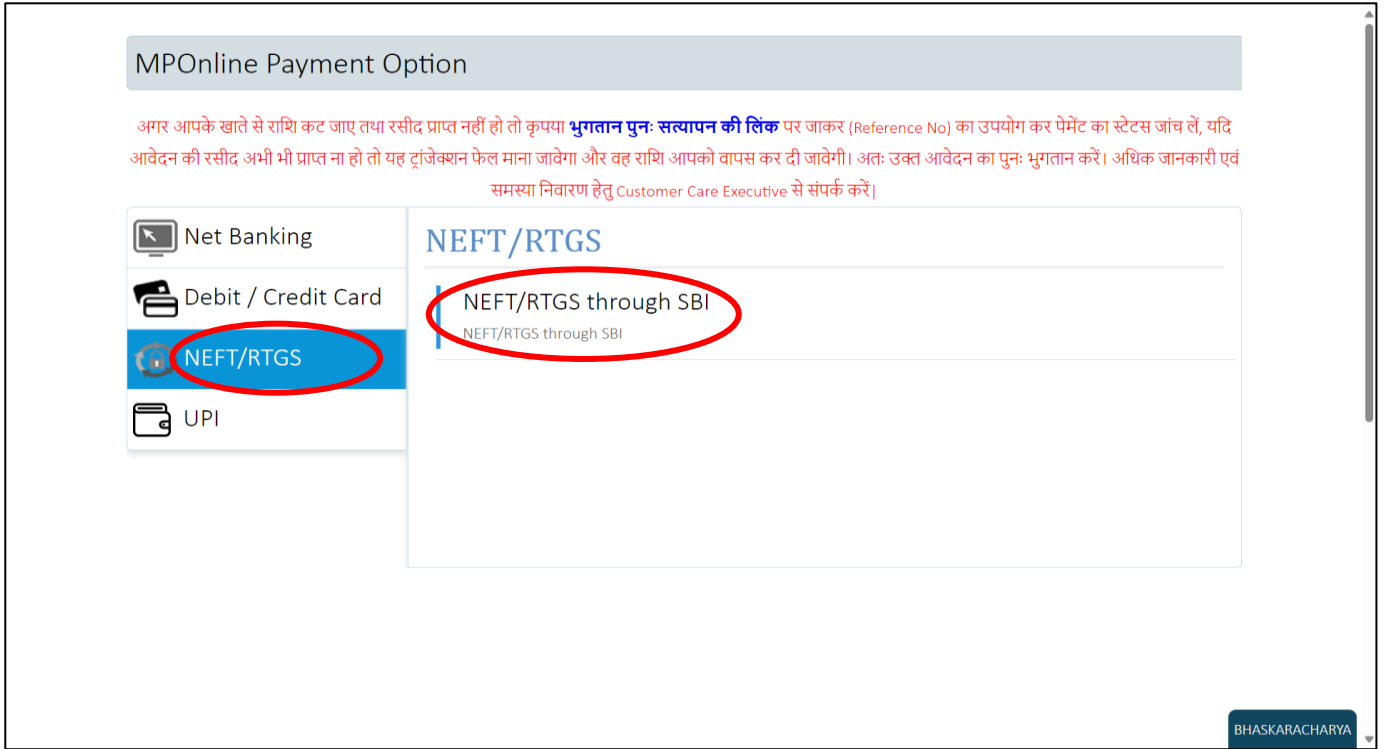 MPOnline Payment Option
अगर आपके खाते से राशि कट जाए तथा रसीद प्राप्त नहीं हो तो कृपया भुगतान पुनः सत्यापन की लिंक पर जाकर (Reference No) का उपयोग कर पेमेंट का स्टेटस जांच लें, यदि
आवेदन की रसीद अभी भी प्राप्त ना हो तो यह ट्रांजेक्शन फेल माना जावेगा और वह राशि आपको वापस कर दी जावेगी। अतः उक्त आवेदन का पुनः भुगतान करें। अधिक जानकारी एवं
समस्या निवारण हेतु Customer Care Executive से संपर्क करें|
Net Banking
Debit / Credit Card
NEFT/RTGS
UPI
NEFT/RTGS
NEFT/RTGS through SBI
NEFT/RTGS through SBI
BHASKARACHARYA